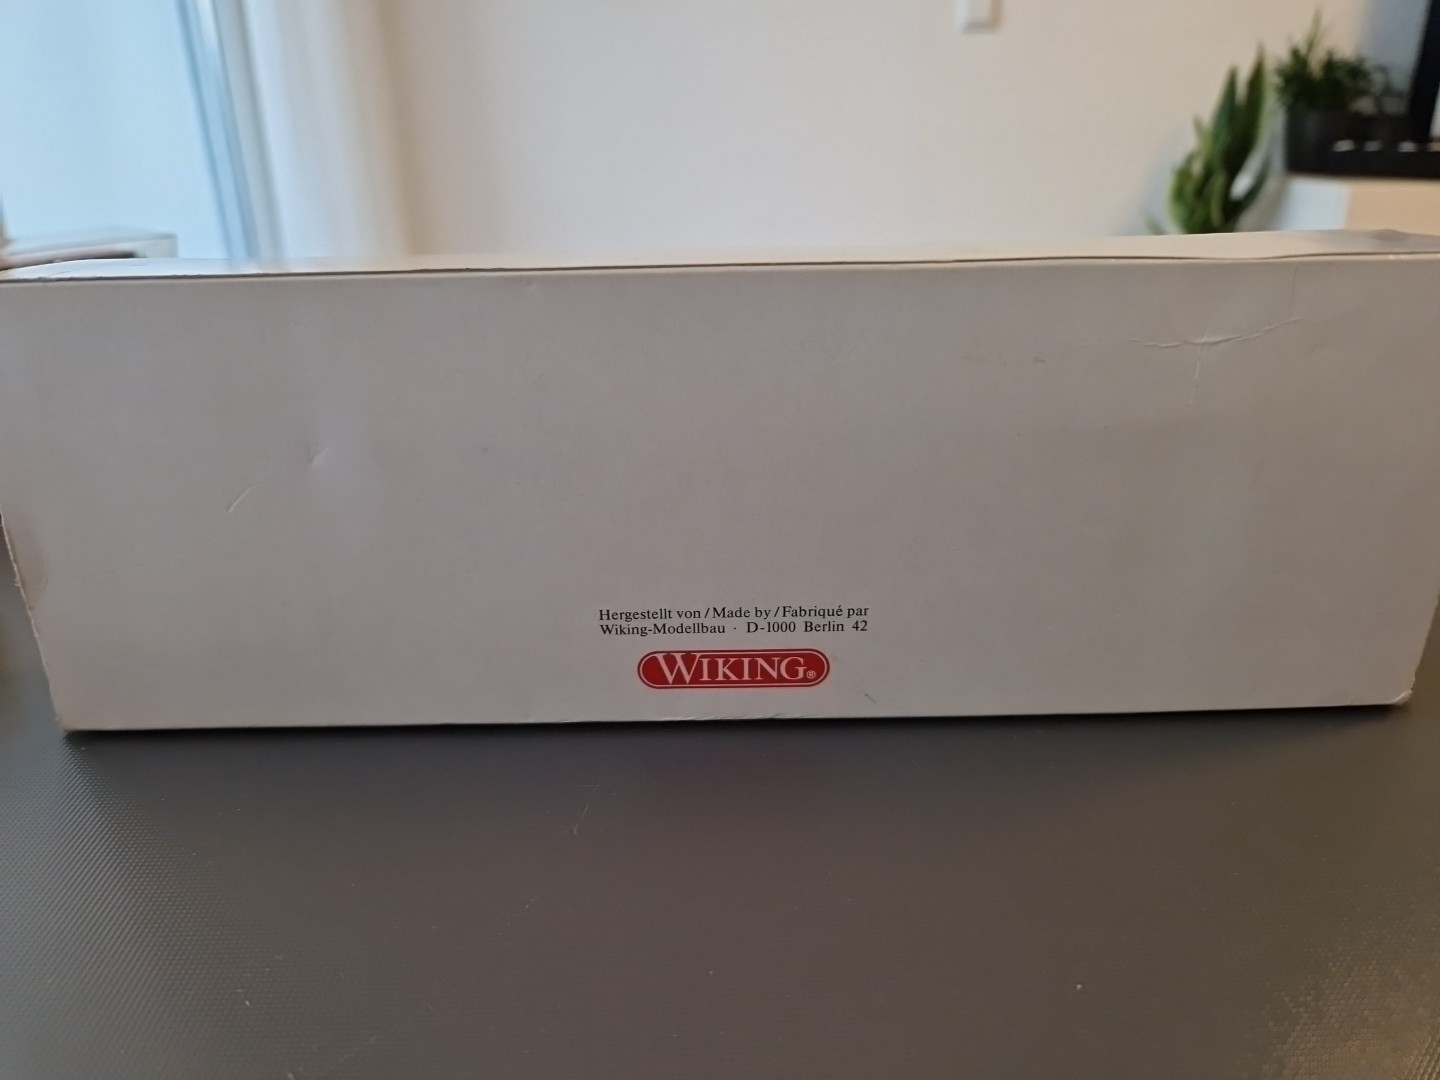 Hergestellt von / Made by / Fabriqué par
Wiking-Modellbau · D-1000 Berlin 42
WIKING®